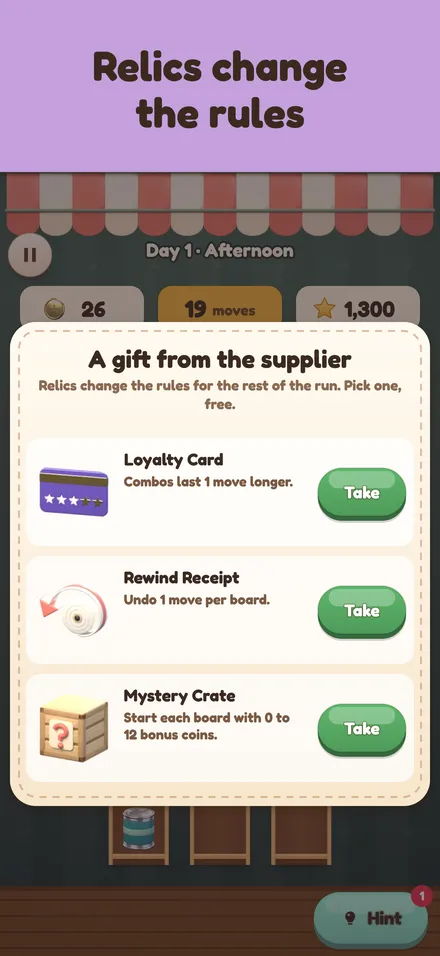 Relics change
the rules
Day 1 · Afternoon
26
19 moves
1,300
A gift from the supplier
Relics change the rules for the rest of the run. Pick one,
free.
Loyalty Card
Combos last 1 move longer.
Take
Rewind Receipt
Undo 1 move per board.
Take
?
Mystery Crate
Start each board with 0 to
12 bonus coins.
Take
1
Hint